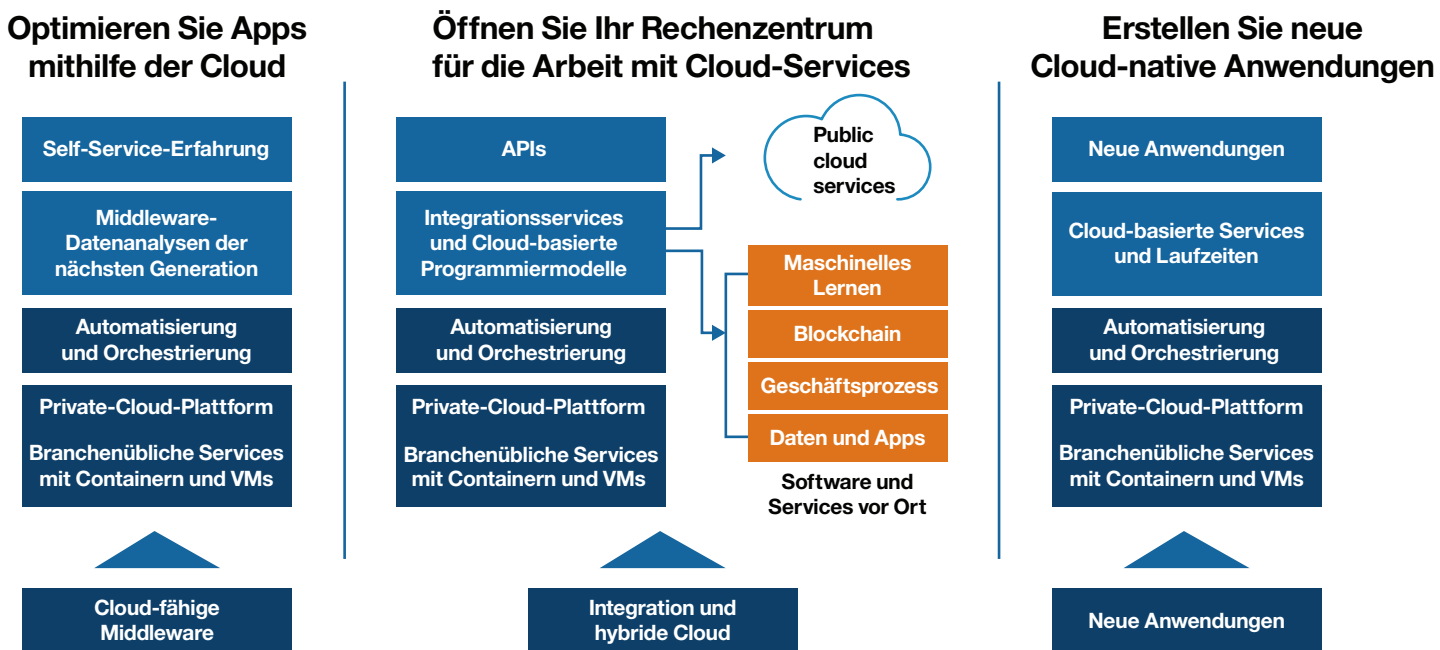 Optimieren Sie Apps
mithilfe der Cloud
Self-Service-Erfahrung
Middleware-
Datenanalysen der
nächsten Generation
Automatisierung
und Orchestrierung
Private-Cloud-Plattform
Branchenübliche Services
mit Containern und VMs
Cloud-fähige
Middleware
Öffnen Sie Ihr Rechenzentrum
für die Arbeit mit Cloud-Services
APIs
Integrationsservices
und Cloud-basierte
Programmiermodelle
Automatisierung
und Orchestrierung
Private-Cloud-Plattform
Branchenübliche Services
mit Containern und VMs
Public
cloud
services
Maschinelles
Lernen
Blockchain
Geschäftsprozess
Daten und Apps
Software und
Services vor Ort
Integration und
hybride Cloud
Erstellen Sie neue
Cloud-native Anwendungen
Neue Anwendungen
Cloud-basierte Services
und Laufzeiten
Automatisierung
und Orchestrierung
Private-Cloud-Plattform
Branchenübliche Services
mit Containern und VMs
Neue Anwendungen